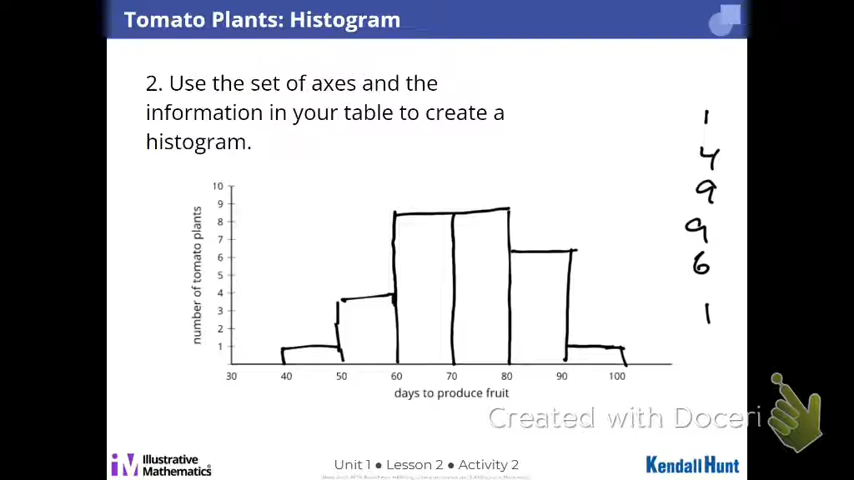 Tomato Plants: Histogram
2. Use the set of axes and the
information in your table to create a
histogram.
1
4
9
9
6
1
number of tomato plants
10
9
8
7
6
5
4
3
2
1
30 40 50 60 70 80 90 100
days to produce fruit
Created with Doceri
iM Illustrative
Mathematics®
Unit 1 ● Lesson 2 ● Activity 2
Kendall Hunt